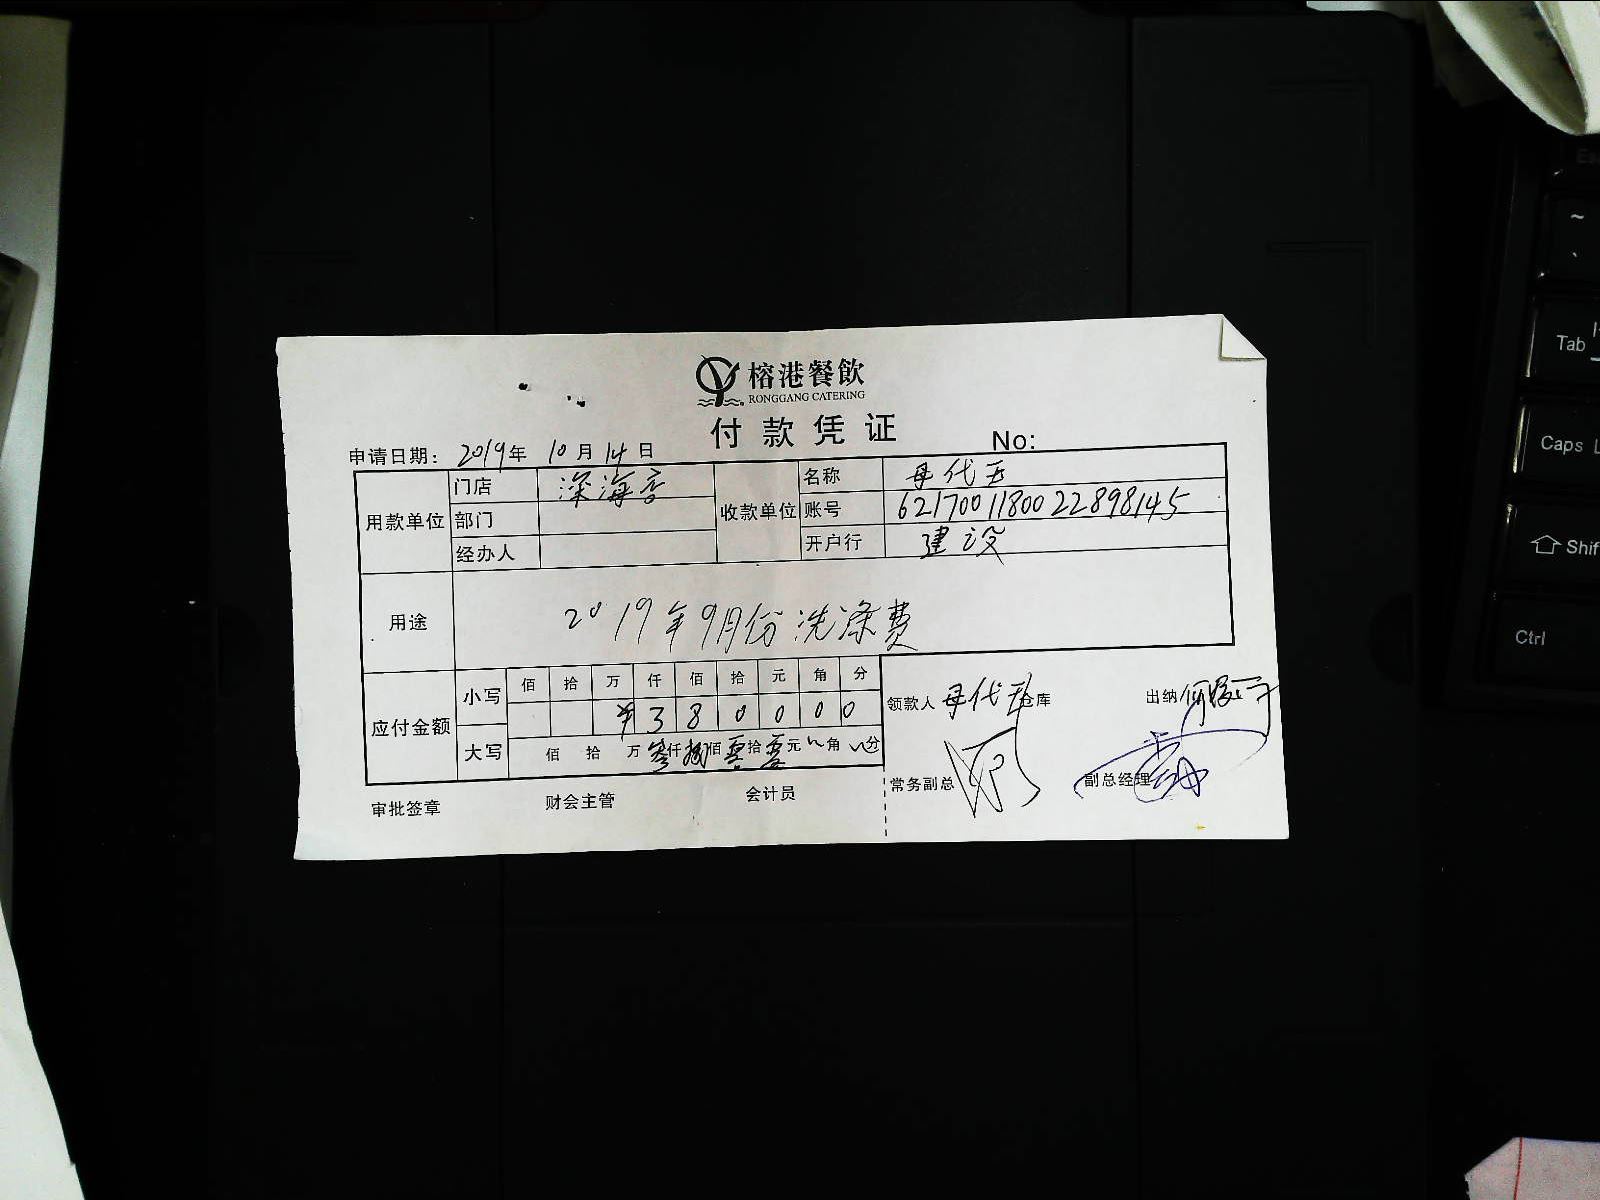 榕港餐飲
RONGGANG CATERING
付款凭证
申请日期: 2019年 10月 14日 No:
用款单位 门店 深海 收款单位 名称 母代玉
部门 账号 6217001180022898145
经办人 开户行 建设
用途 2019年9月份洗涤费
应付金额 小写 佰 拾 万 仟 佰 拾 元 角 分
¥ 3 8 0 0 0 0
大写 佰 拾 万 叁仟 捌佰 零拾 零元 角 分
领款人 母代玉 仓库 出纳
常务副总 副总经理
审批签章 财会主管 会计员
~
Tab
Caps
Shif
Ctrl